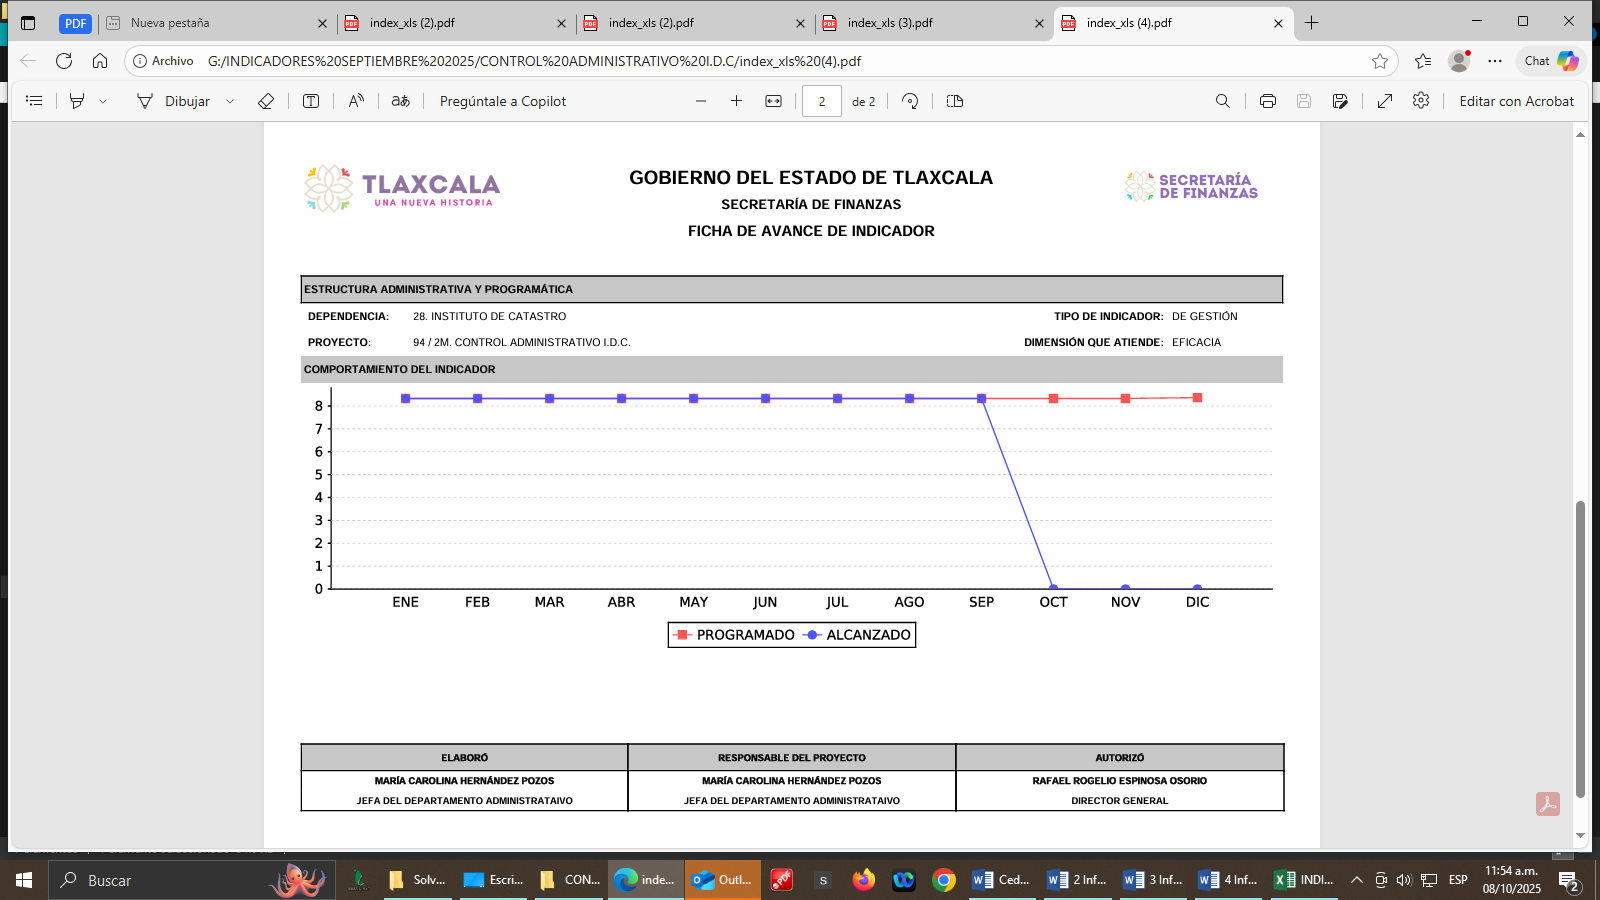 PDF
Nueva pestaña
index_xls (2).pdf
index_xls (2).pdf
index_xls (3).pdf
index_xls (4).pdf
Archivo
G:/INDICADORES%20SEPTIEMBRE%202025/CONTROL%20ADMINISTRATIVO%20I.D.C/index_xls%20(4).pdf
Chat
Dibujar
Pregúntale a Copilot
2 de 2
Editar con Acrobat
TLAXCALA
UNA NUEVA HISTORIA
GOBIERNO DEL ESTADO DE TLAXCALA
SECRETARÍA DE FINANZAS
FICHA DE AVANCE DE INDICADOR
SECRETARÍA
DE FINANZAS
ESTRUCTURA ADMINISTRATIVA Y PROGRAMÁTICA
DEPENDENCIA: 28. INSTITUTO DE CATASTRO TIPO DE INDICADOR: DE GESTIÓN
PROYECTO: 94 / 2M. CONTROL ADMINISTRATIVO I.D.C. DIMENSIÓN QUE ATIENDE: EFICACIA
COMPORTAMIENTO DEL INDICADOR
8
7
6
5
4
3
2
1
0
ENE FEB MAR ABR MAY JUN JUL AGO SEP OCT NOV DIC
PROGRAMADO ALCANZADO
ELABORÓ RESPONSABLE DEL PROYECTO AUTORIZÓ
MARÍA CAROLINA HERNÁNDEZ POZOS MARÍA CAROLINA HERNÁNDEZ POZOS RAFAEL ROGELIO ESPINOSA OSORIO
JEFA DEL DEPARTAMENTO ADMINISTRATAIVO JEFA DEL DEPARTAMENTO ADMINISTRATAIVO DIRECTOR GENERAL
Buscar
Solv...
Escri...
CON...
inde...
Outl...
Ced...
2 Inf...
3 Inf...
4 Inf...
INDI...
ESP
11:54 a.m.
08/10/2025
2